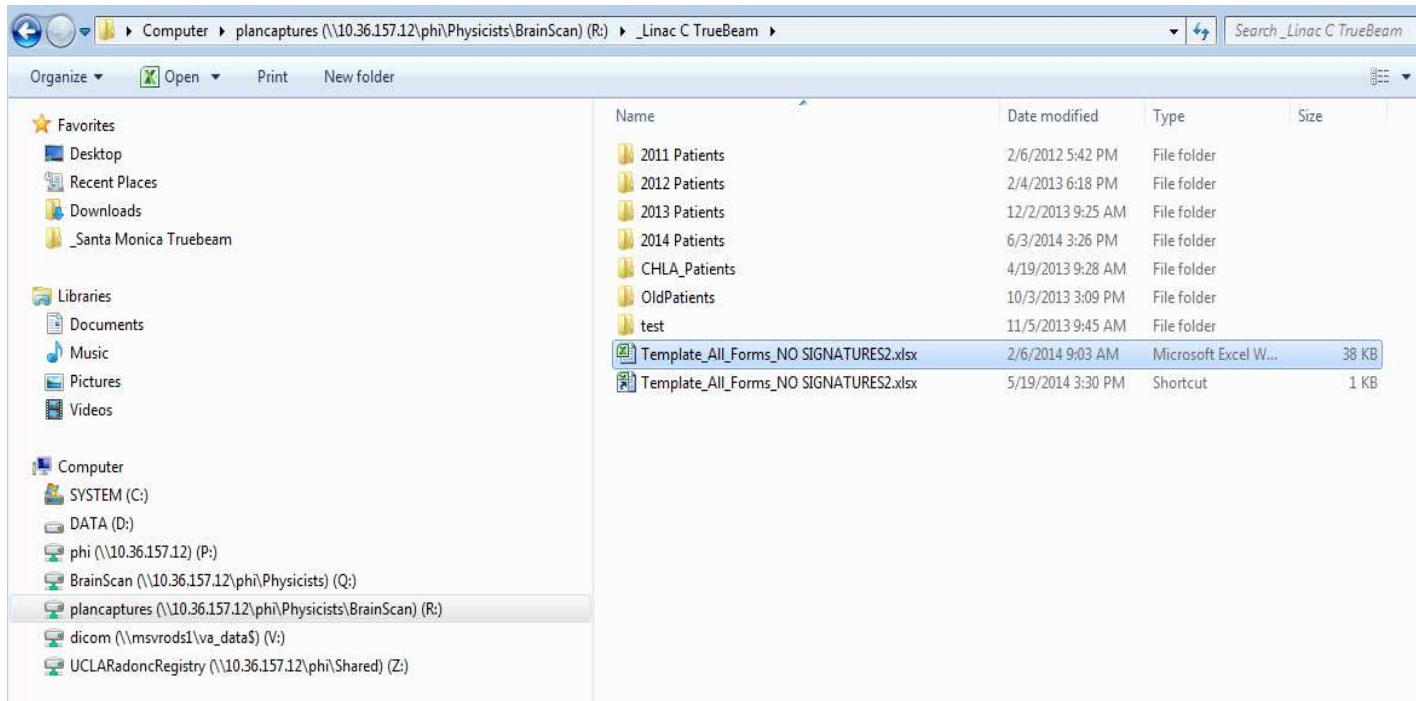 Computer ▸ plancaptures (\\10.36.157.12\phi\Physicists\BrainScan) (R:) ▸ _Linac C TrueBeam ▸ Search _Linac C TrueBeam
Organize Open Print New folder
Favorites
Desktop
Recent Places
Downloads
_Santa Monica Truebeam
Libraries
Documents
Music
Pictures
Videos
Computer
SYSTEM (C:)
DATA (D:)
phi (\\10.36.157.12) (P:)
BrainScan (\\10.36.157.12\phi\Physicists) (Q:)
plancaptures (\\10.36.157.12\phi\Physicists\BrainScan) (R:)
dicom (\\msvrods1\va_data$) (V:)
UCLARadoncRegistry (\\10.36.157.12\phi\Shared) (Z:)
Name Date modified Type Size
2011 Patients 2/6/2012 5:42 PM File folder
2012 Patients 2/4/2013 6:18 PM File folder
2013 Patients 12/2/2013 9:25 AM File folder
2014 Patients 6/3/2014 3:26 PM File folder
CHLA_Patients 4/19/2013 9:28 AM File folder
OldPatients 10/3/2013 3:09 PM File folder
test 11/5/2013 9:45 AM File folder
Template_All_Forms_NO SIGNATURES2.xlsx 2/6/2014 9:03 AM Microsoft Excel W... 38 KB
Template_All_Forms_NO SIGNATURES2.xlsx 5/19/2014 3:30 PM Shortcut 1 KB